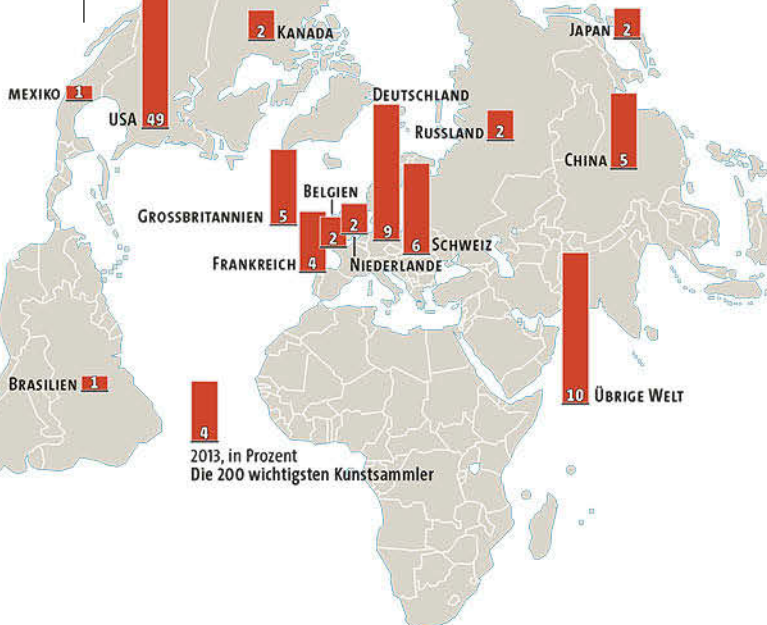 2 KANADA
JAPAN 2
MEXIKO 1
USA 49
DEUTSCHLAND
9
RUSSLAND 2
CHINA 5
GROSSBRITANNIEN 5
BELGIEN
2
2
NIEDERLANDE
6 SCHWEIZ
FRANKREICH 4
BRASILIEN 1
10 ÜBRIGE WELT
4
2013, in Prozent
Die 200 wichtigsten Kunstsammler